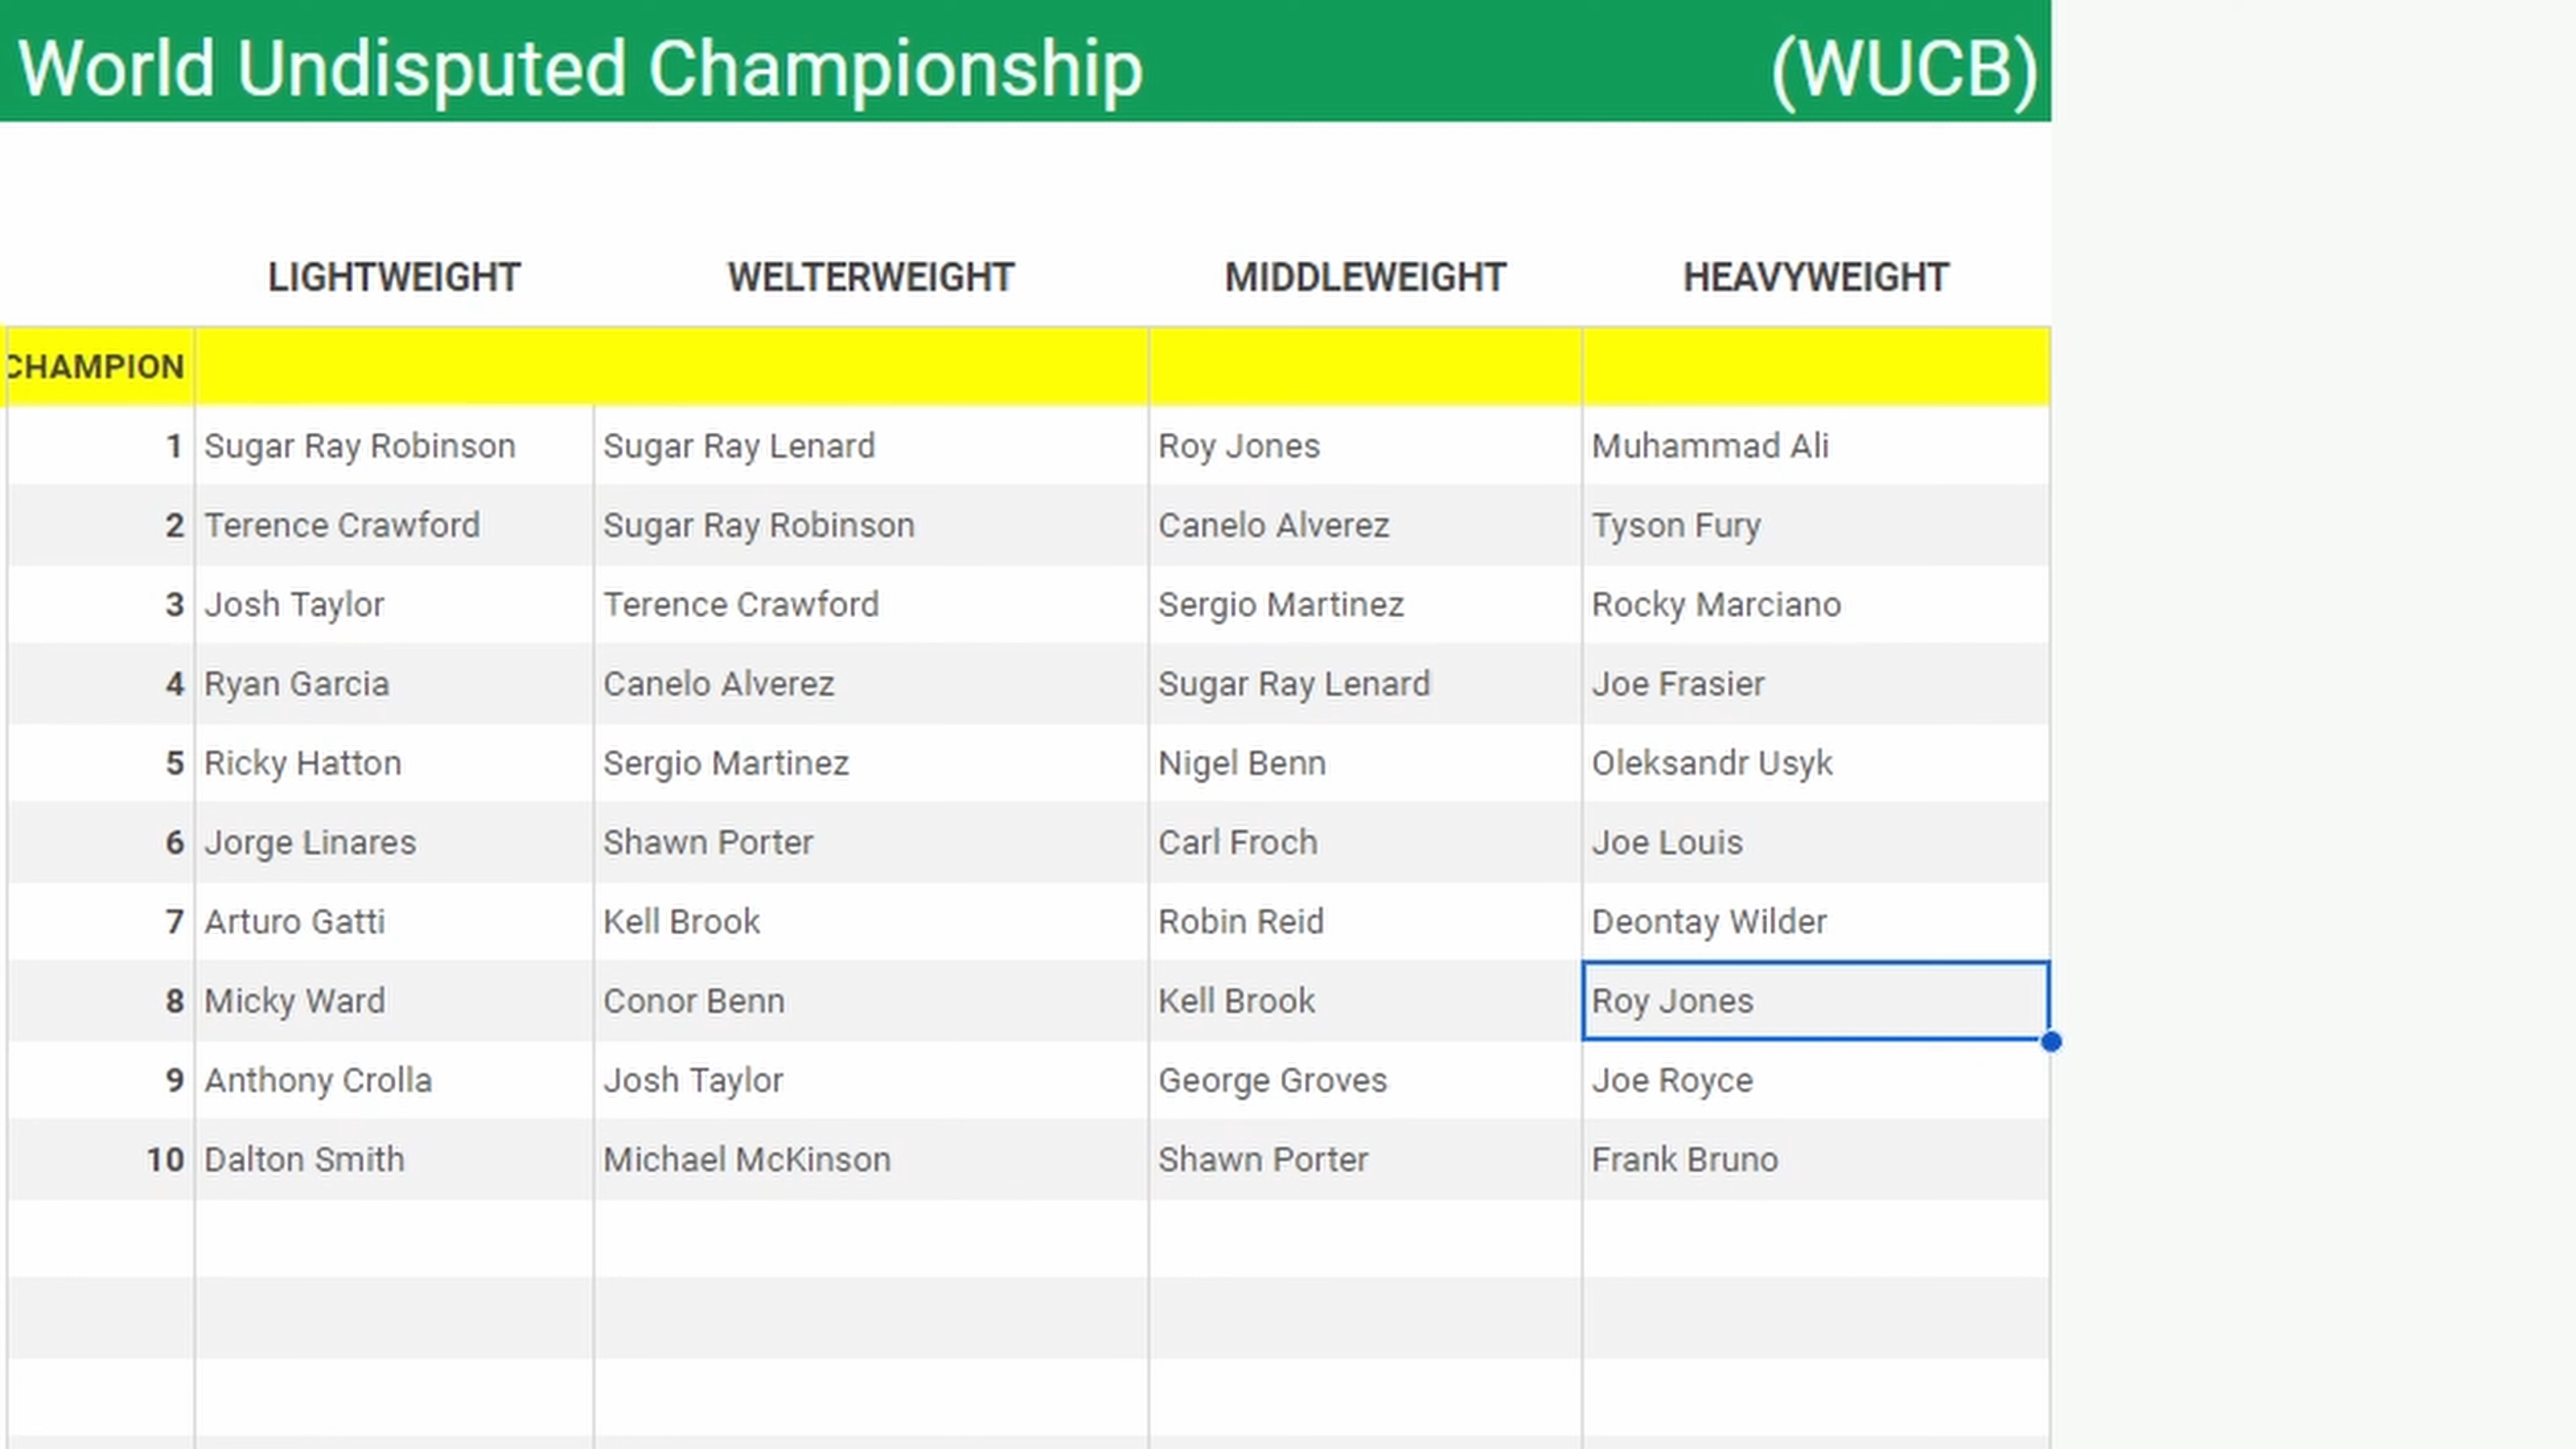 World Undisputed Championship (WUCB)
LIGHTWEIGHT WELTERWEIGHT MIDDLEWEIGHT HEAVYWEIGHT
CHAMPION
1 Sugar Ray Robinson Sugar Ray Lenard Roy Jones Muhammad Ali
2 Terence Crawford Sugar Ray Robinson Canelo Alverez Tyson Fury
3 Josh Taylor Terence Crawford Sergio Martinez Rocky Marciano
4 Ryan Garcia Canelo Alverez Sugar Ray Lenard Joe Frasier
5 Ricky Hatton Sergio Martinez Nigel Benn Oleksandr Usyk
6 Jorge Linares Shawn Porter Carl Froch Joe Louis
7 Arturo Gatti Kell Brook Robin Reid Deontay Wilder
8 Micky Ward Conor Benn Kell Brook Roy Jones
9 Anthony Crolla Josh Taylor George Groves Joe Royce
10 Dalton Smith Michael McKinson Shawn Porter Frank Bruno